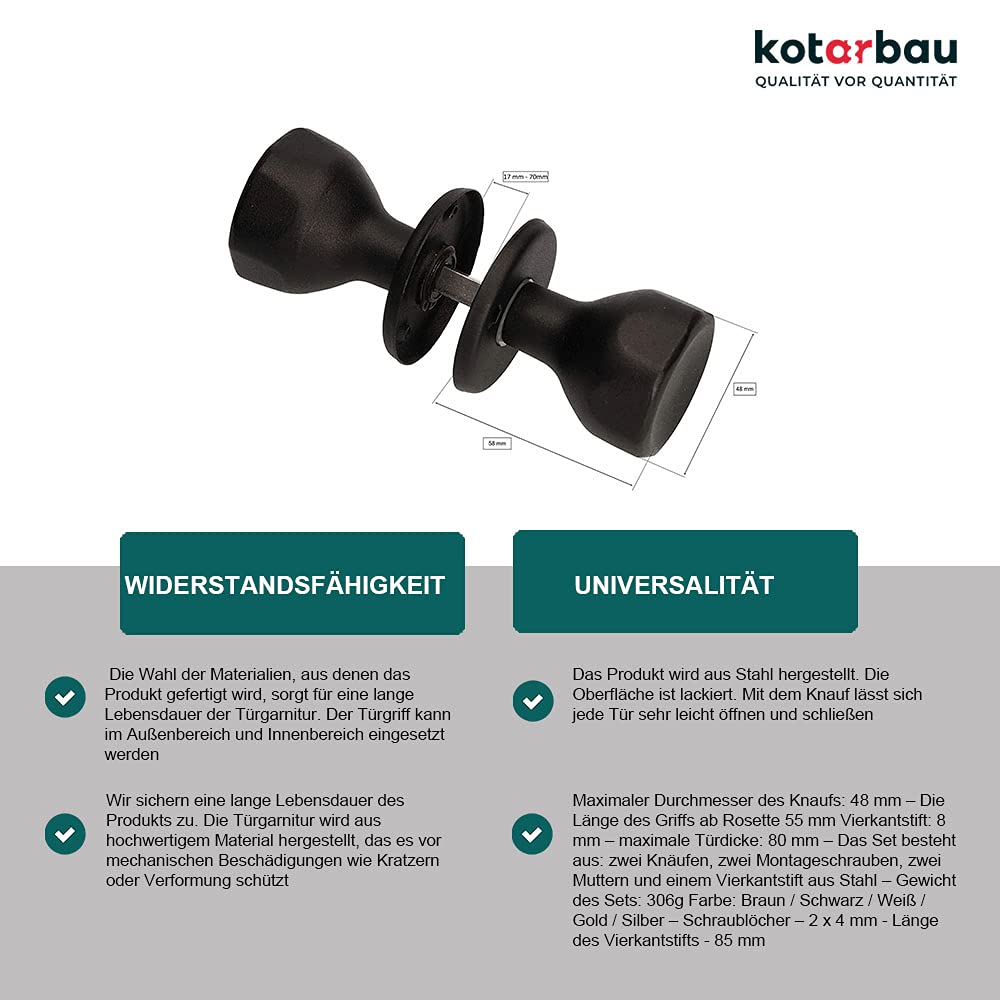 kotarbau
QUALITÄT VOR QUANTITÄT
17 mm - 70mm
48 mm
58 mm
WIDERSTANDSFÄHIGKEIT
Die Wahl der Materialien, aus denen das
Produkt gefertigt wird, sorgt für eine lange
Lebensdauer der Türgarnitur. Der Türgriff kann
im Außenbereich und Innenbereich eingesetzt
werden
Wir sichern eine lange Lebensdauer des
Produkts zu. Die Türgarnitur wird aus
hochwertigem Material hergestellt, das es vor
mechanischen Beschädigungen wie Kratzern
oder Verformung schützt
UNIVERSALITÄT
Das Produkt wird aus Stahl hergestellt. Die
Oberfläche ist lackiert. Mit dem Knauf lässt sich
jede Tür sehr leicht öffnen und schließen
Maximaler Durchmesser des Knaufs: 48 mm – Die
Länge des Griffs ab Rosette 55 mm Vierkantstift: 8
mm – maximale Türdicke: 80 mm – Das Set besteht
aus: zwei Knäufen, zwei Montageschrauben, zwei
Muttern und einem Vierkantstift aus Stahl – Gewicht
des Sets: 306g Farbe: Braun / Schwarz / Weiß /
Gold / Silber – Schraublöcher – 2 x 4 mm - Länge
des Vierkantstifts - 85 mm